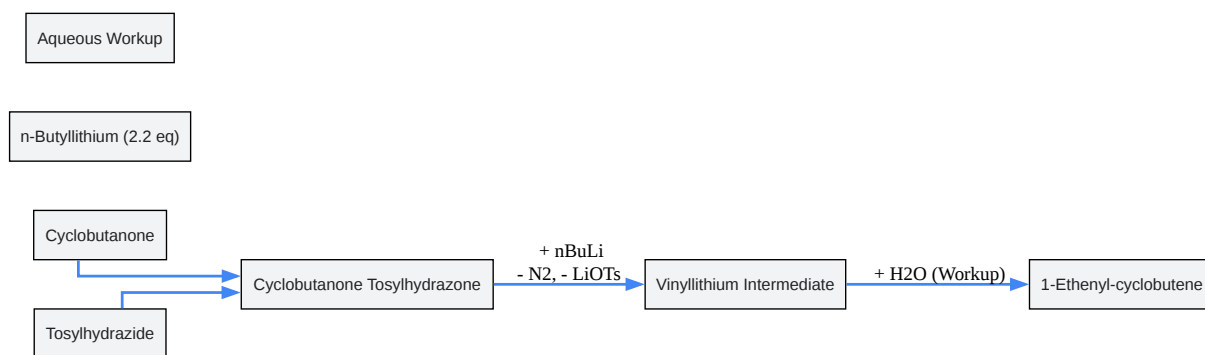 Aqueous Workup
n-Butyllithium (2.2 eq)
Cyclobutanone
Tosylhydrazide
Cyclobutanone Tosylhydrazone
+ nBuLi
- N2, - LiOTs
Vinyllithium Intermediate
+ H2O (Workup)
1-Ethenyl-cyclobutene